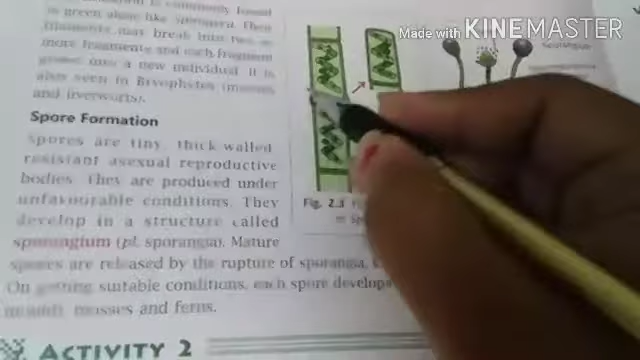 Made with KINEMASTER
in green algae like
filaments may break into two or
more fragments and each fragment
grows into a new individual. It is
also seen in Bryophytes (mosses
and liverworts).
Spore Formation
Spores are tiny, thick walled,
resistant asexual reproductive
bodies. They are produced under
unfavourable conditions. They
develop in a structure called
sporangium (pl. sporangia). Mature
spores are released by the rupture of sporangia.
On getting suitable conditions, each spore develops
mosses and ferns.
Fig. 2.3
ACTIVITY 2